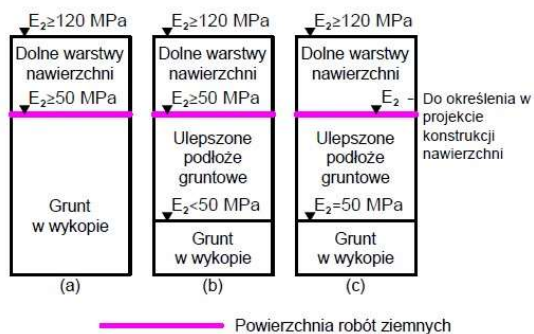 E₂≥120 MPa
Dolne warstwy
nawierzchni
E₂≥50 MPa
Grunt
w wykopie
(a)
E₂≥120 MPa
Dolne warstwy
nawierzchni
E₂≥50 MPa
Ulepszone
podłoże
gruntowe
E₂<50 MPa
Grunt
w wykopie
(b)
E₂≥120 MPa
Dolne warstwy
nawierzchni
E₂ - Do określenia w
projekcie
konstrukcji
nawierzchni
Ulepszone
podłoże
gruntowe
E₂=50 MPa
Grunt
w wykopie
(c)
Powierzchnia robót ziemnych